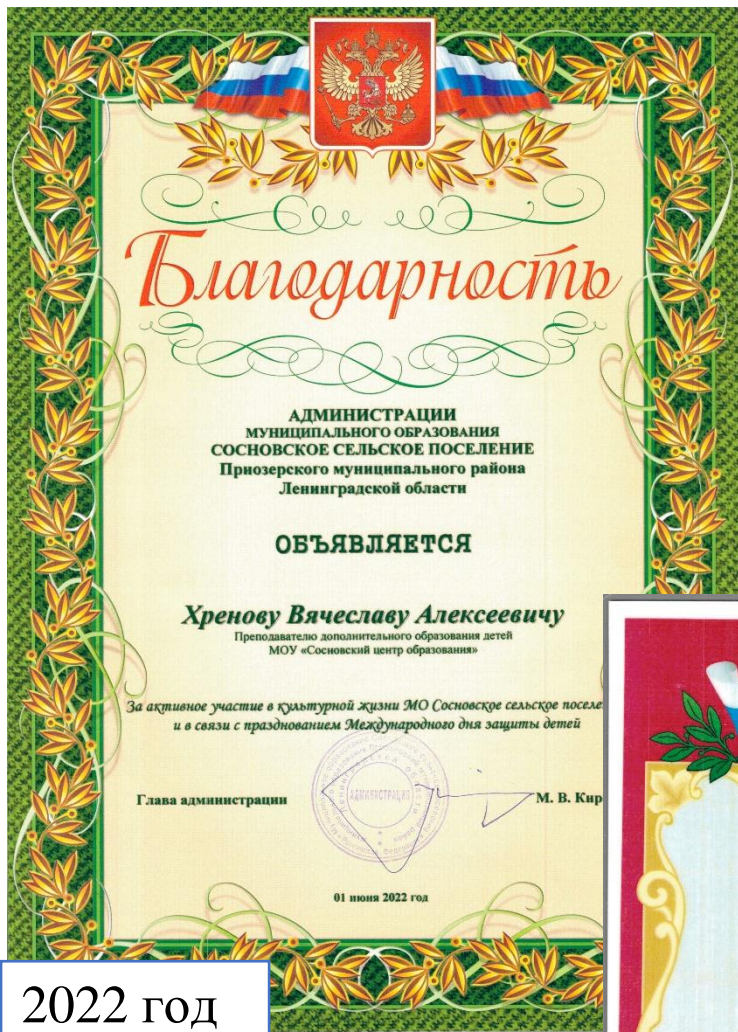 Благодарность
АДМИНИСТРАЦИИ
МУНИЦИПАЛЬНОГО ОБРАЗОВАНИЯ
СОСНОВСКОЕ СЕЛЬСКОЕ ПОСЕЛЕНИЕ
Приозерского муниципального района
Ленинградской области
ОБЪЯВЛЯЕТСЯ
Хренову Вячеславу Алексеевичу
Преподавателю дополнительного образования детей
МОУ «Сосновский центр образования»
За активное участие в культурной жизни МО Сосновское сельское поселе
и в связи с празднованием Международного дня защиты детей
АДМИНИСТРАЦИЯ
Глава администрации М. В. Кир
01 июня 2022 год
2022 год